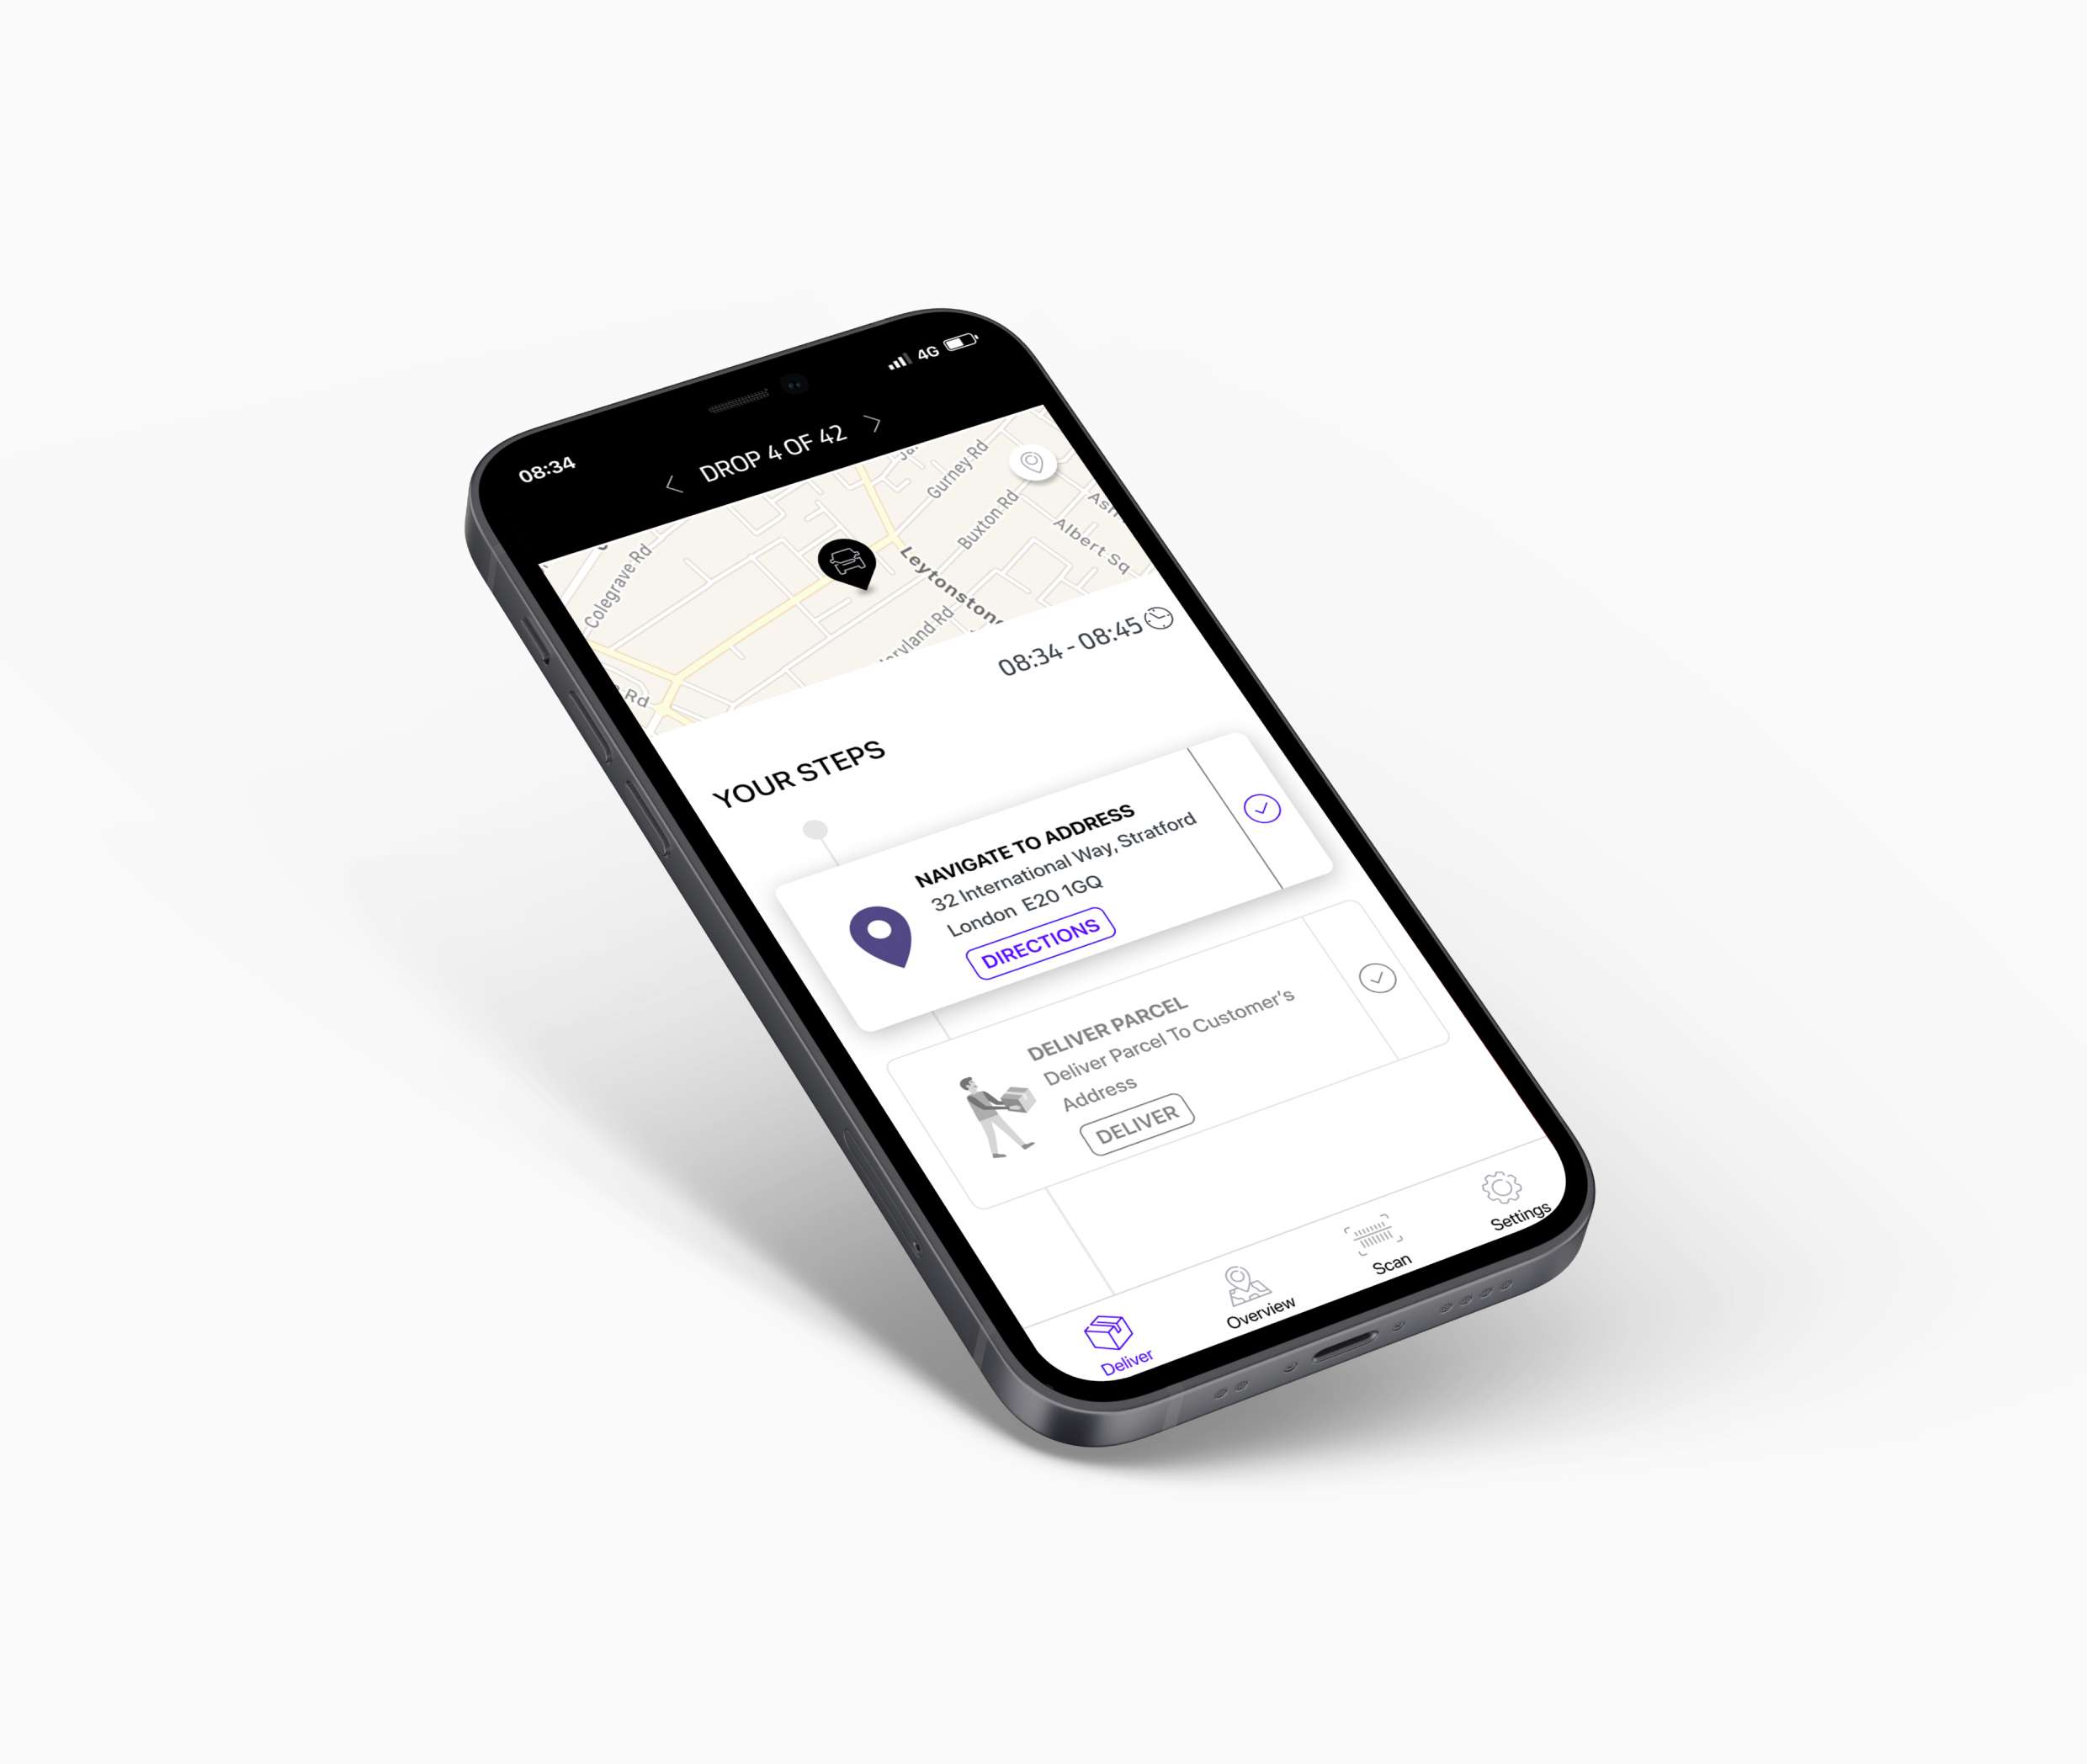 08:34
4G
DROP 4 OF 42
Gurney Rd
Buxton Rd
Albert Sq
Colegrave Rd
Rd
08:34 - 08:45
YOUR STEPS
NAVIGATE TO ADDRESS
32 International Way, Stratford
London E20 1GQ
DIRECTIONS
DELIVER PARCEL
Deliver Parcel To Customer's
Address
DELIVER
Deliver
Overview
Scan
Settings